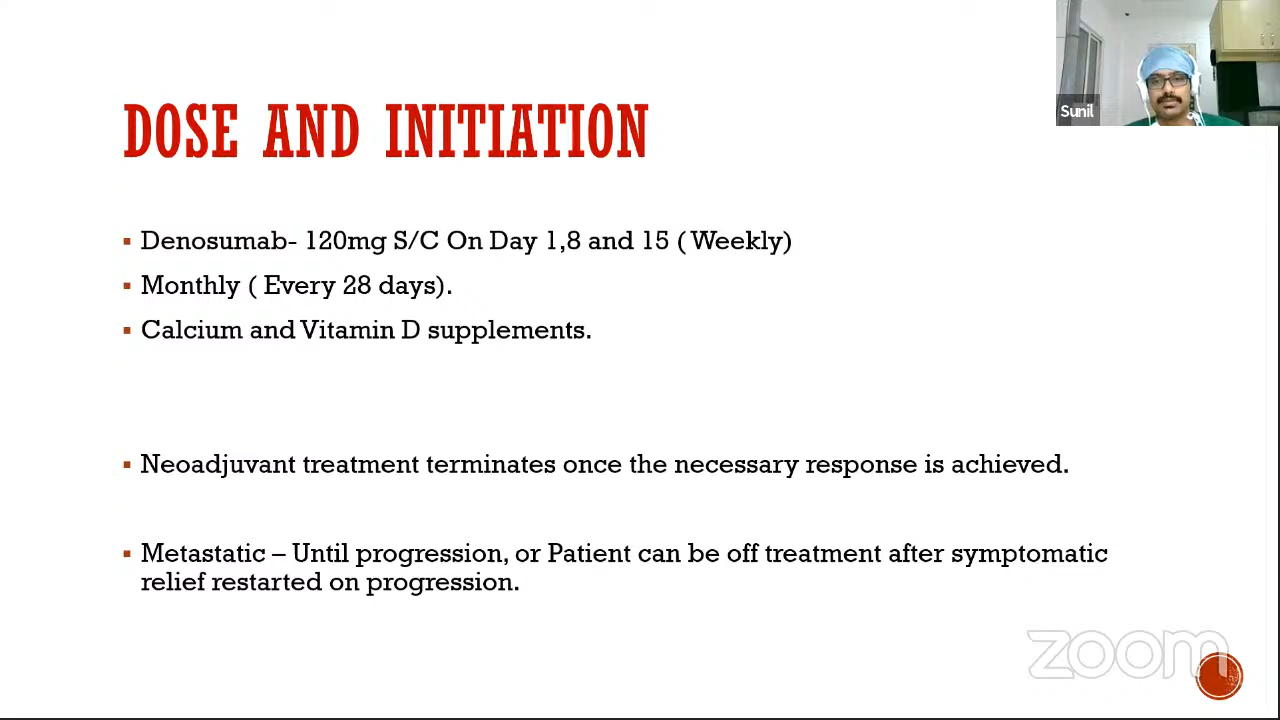 Sunil
DOSE AND INITIATION
▪ Denosumab- 120mg S/C On Day 1,8 and 15 ( Weekly)
▪ Monthly ( Every 28 days).
▪ Calcium and Vitamin D supplements.
▪ Neoadjuvant treatment terminates once the necessary response is achieved.
▪ Metastatic – Until progression, or Patient can be off treatment after symptomatic
relief restarted on progression.
zoom